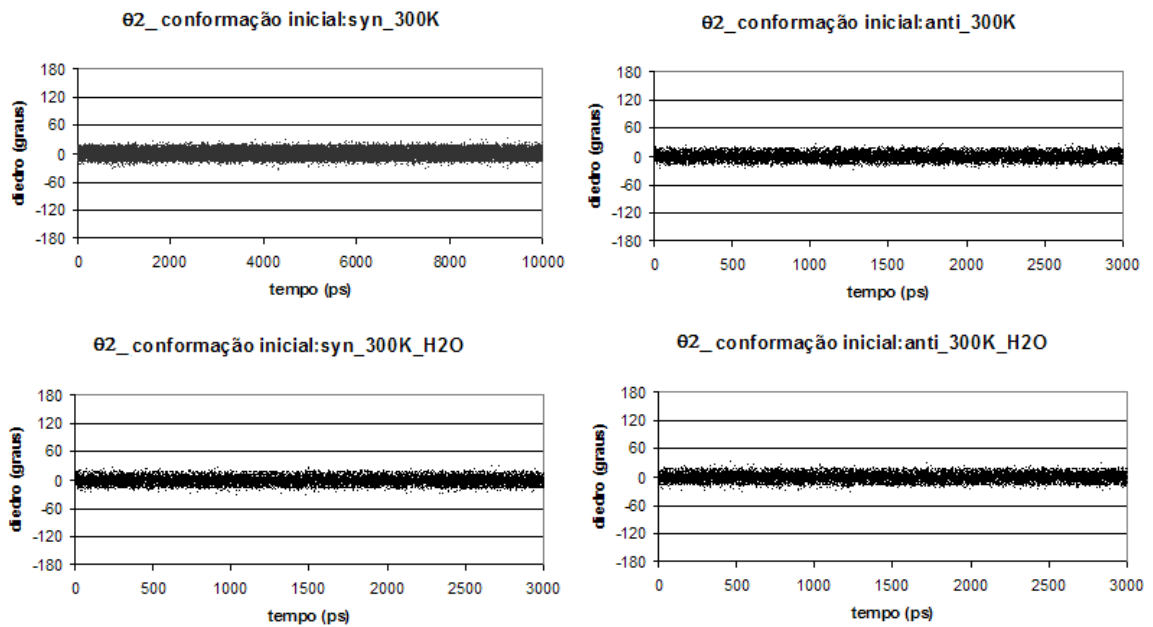 θ2_ conformação inicial:syn_300K
180
120
60
0
-60
-120
-180
diedro (graus)
0 2000 4000 6000 8000 10000
tempo (ps)
θ2_ conformação inicial:anti_300K
180
120
60
0
-60
-120
-180
diedro (graus)
0 500 1000 1500 2000 2500 3000
tempo (ps)
θ2_ conformação inicial:syn_300K_H2O
180
120
60
0
-60
-120
-180
diedro (graus)
0 500 1000 1500 2000 2500 3000
tempo (ps)
θ2_ conformação inicial:anti_300K_H2O
180
120
60
0
-60
-120
-180
diedro (graus)
0 500 1000 1500 2000 2500 3000
tempo (ps)